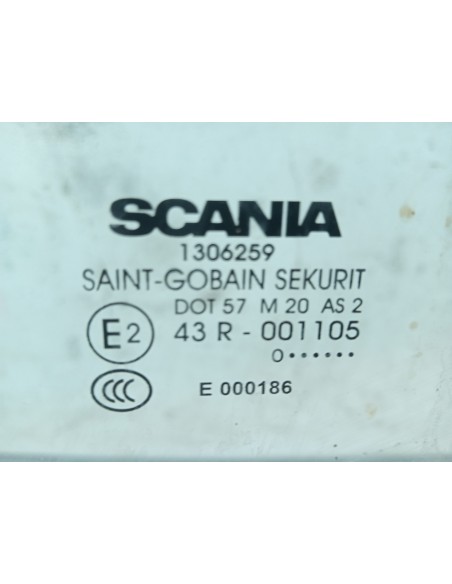 SCANIA
1306259
SAINT-GOBAIN SEKURIT
DOT 57 M 20 AS 2
E2 43 R - 001105
0••••••
CCC E 000186